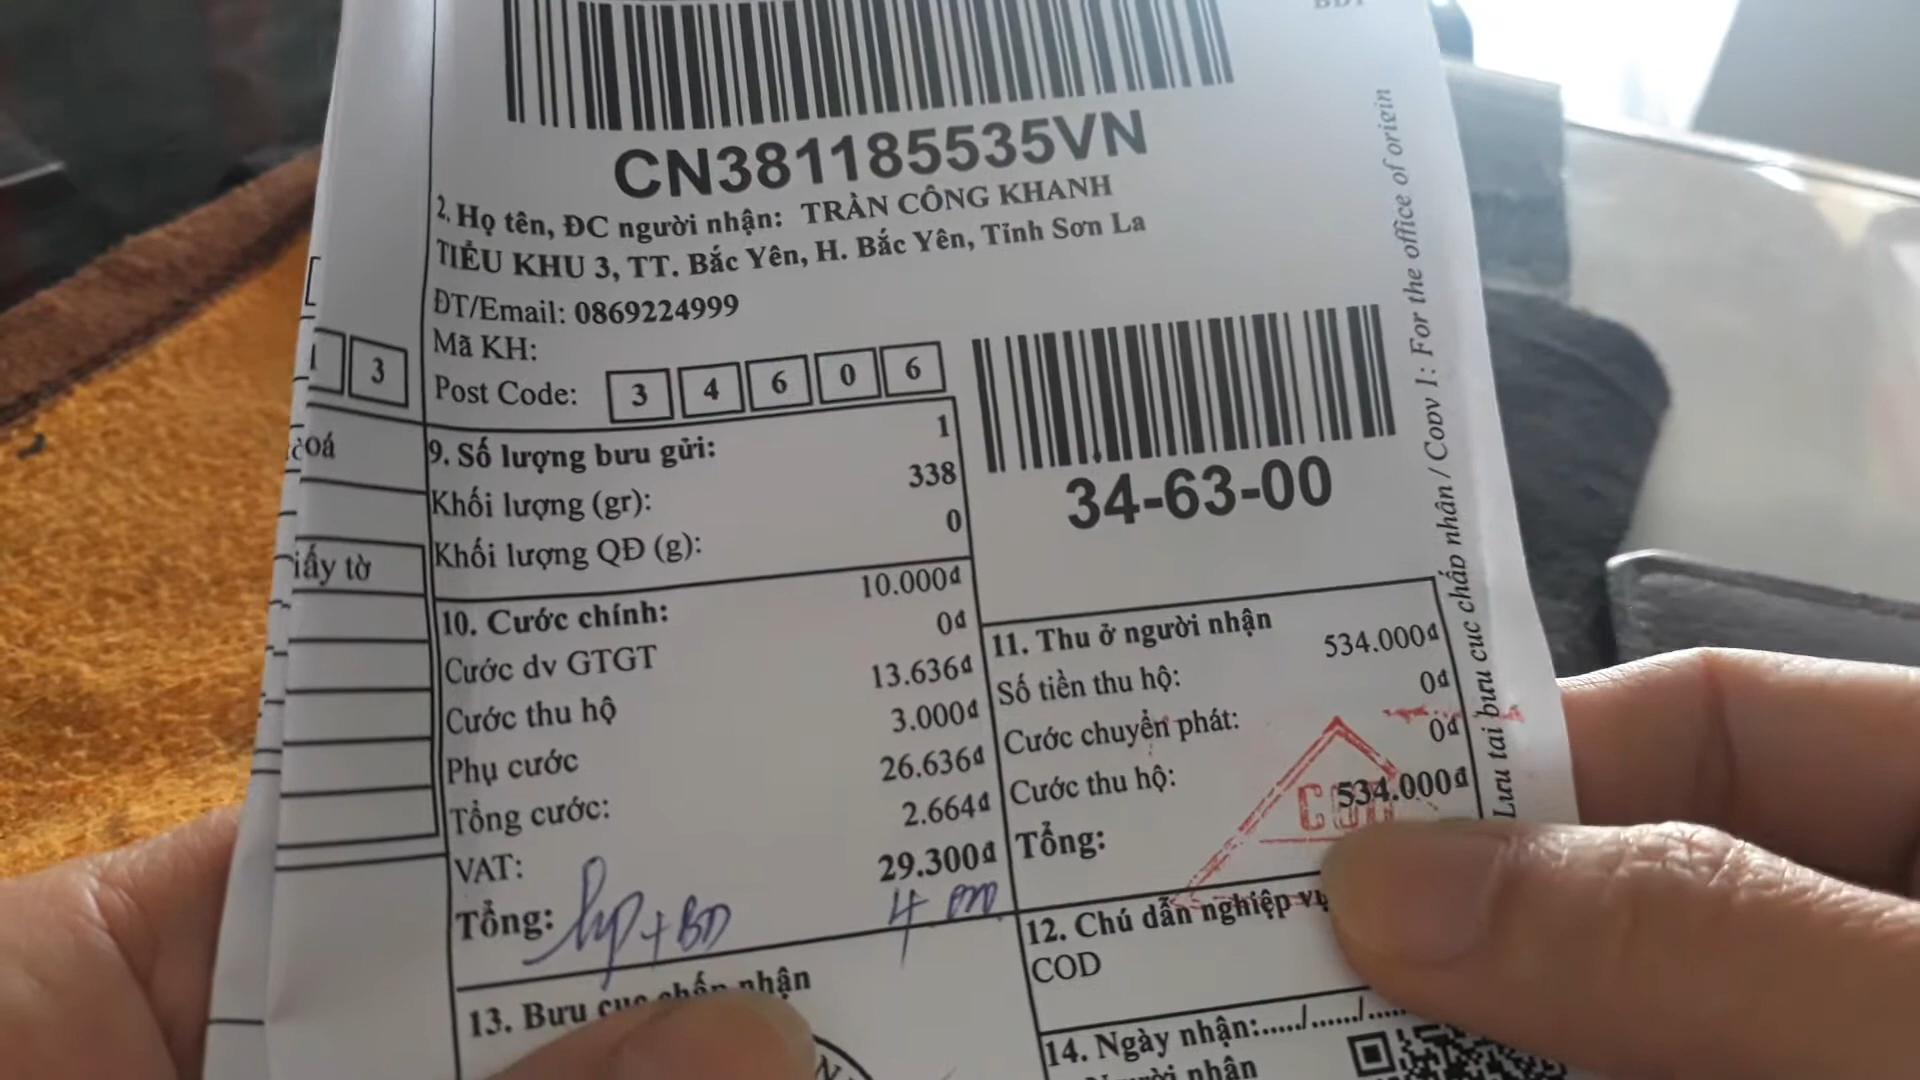 CN381185535VN
2. Họ tên, ĐC người nhận: TRẦN CÔNG KHANH
TIỂU KHU 3, TT. Bắc Yên, H. Bắc Yên, Tỉnh Sơn La
ĐT/Email: 0869224999
Mã KH:
Post Code: 3 4 6 0 6
3
oá
iấy tờ
9. Số lượng bưu gửi: 1
Khối lượng (gr): 338
Khối lượng QĐ (g): 0
34-63-00
10. Cước chính: 10.000đ
Cước dv GTGT 0đ
Cước thu hộ 13.636đ
Phụ cước 3.000đ
Tổng cước: 26.636đ
VAT: 2.664đ
Tổng: 29.300đ
+ BD
11. Thu ở người nhận
Số tiền thu hộ: 534.000đ
Cước chuyển phát: 0đ
Cước thu hộ: 0đ
Tổng: 534.000đ
12. Chú dẫn nghiệp vụ
COD
13. Bưu cục chấp nhận
14. Ngày nhận:...../....../.....
người nhận
Lưu tại bưu cục chấp nhận / Copy 1: For the office of origin